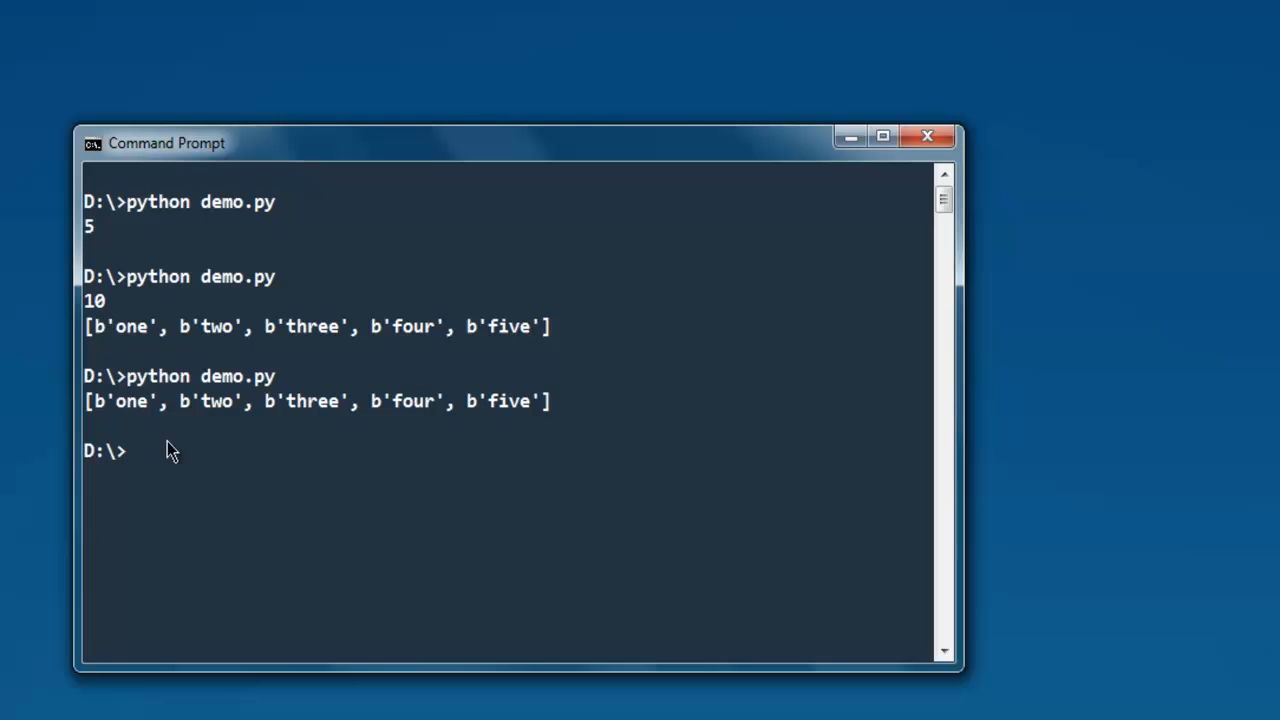 Command Prompt
D:\>python demo.py
5
D:\>python demo.py
10
[b'one', b'two', b'three', b'four', b'five']
D:\>python demo.py
[b'one', b'two', b'three', b'four', b'five']
D:\>